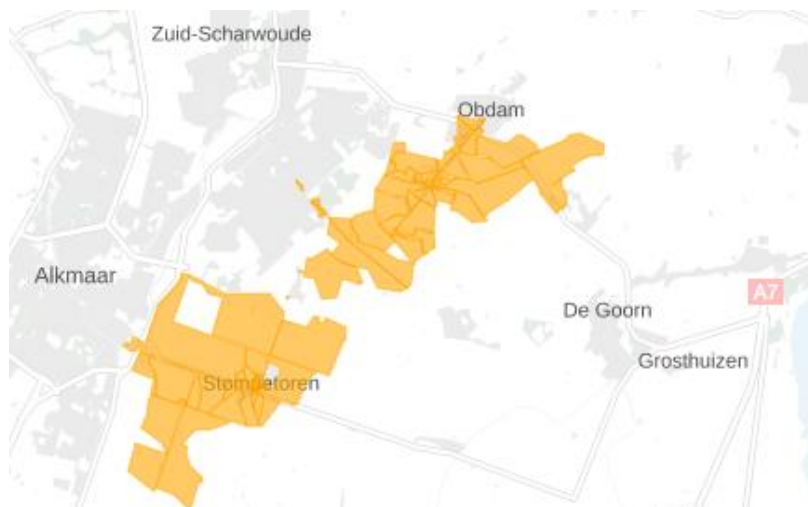 Zuid-Scharwoude
Obdam
Alkmaar
A7
De Goorn
Grosthuizen
Stompetoren